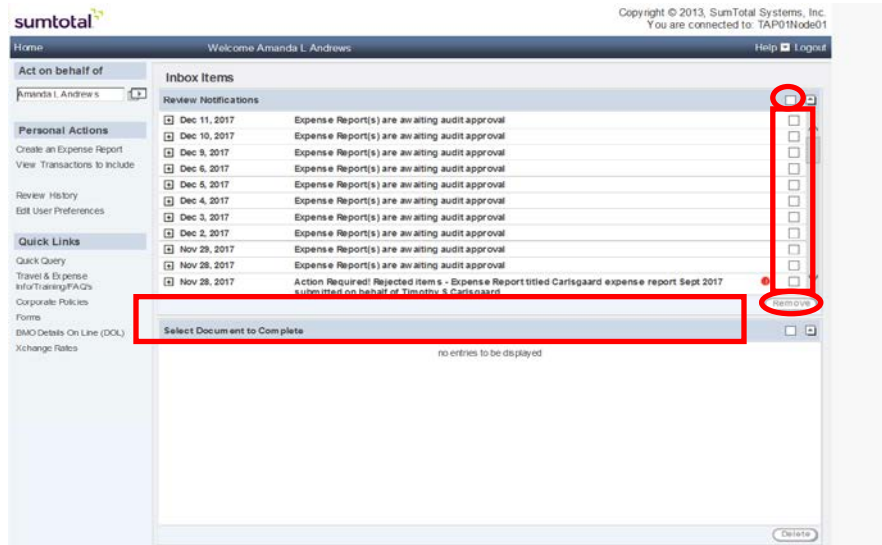 sumtotal
Copyright © 2013, SumTotal Systems, Inc.
You are connected to: TAP01Node01
Home Welcome Amanda L Andrews Help Logout
Act on behalf of
Amanda L Andrews
Personal Actions
Create an Expense Report
View Transactions to Include
Review History
Edit User Preferences
Quick Links
Quick Query
Travel & Expense
Info/Training/FAQ's
Corporate Policies
Forms
BMO Details On Line (DOL)
Xchange Rates
Inbox Items
Review Notifications
Dec 11, 2017 Expense Report(s) are awaiting audit approval
Dec 10, 2017 Expense Report(s) are awaiting audit approval
Dec 9, 2017 Expense Report(s) are awaiting audit approval
Dec 6, 2017 Expense Report(s) are awaiting audit approval
Dec 5, 2017 Expense Report(s) are awaiting audit approval
Dec 4, 2017 Expense Report(s) are awaiting audit approval
Dec 3, 2017 Expense Report(s) are awaiting audit approval
Dec 2, 2017 Expense Report(s) are awaiting audit approval
Nov 29, 2017 Expense Report(s) are awaiting audit approval
Nov 28, 2017 Expense Report(s) are awaiting audit approval
Nov 28, 2017 Action Required! Rejected items - Expense Report titled Carlsgaard expense report Sept 2017
submitted on behalf of Timothy S Carlsgaard
Remove
Select Document to Complete
no entries to be displayed
Delete